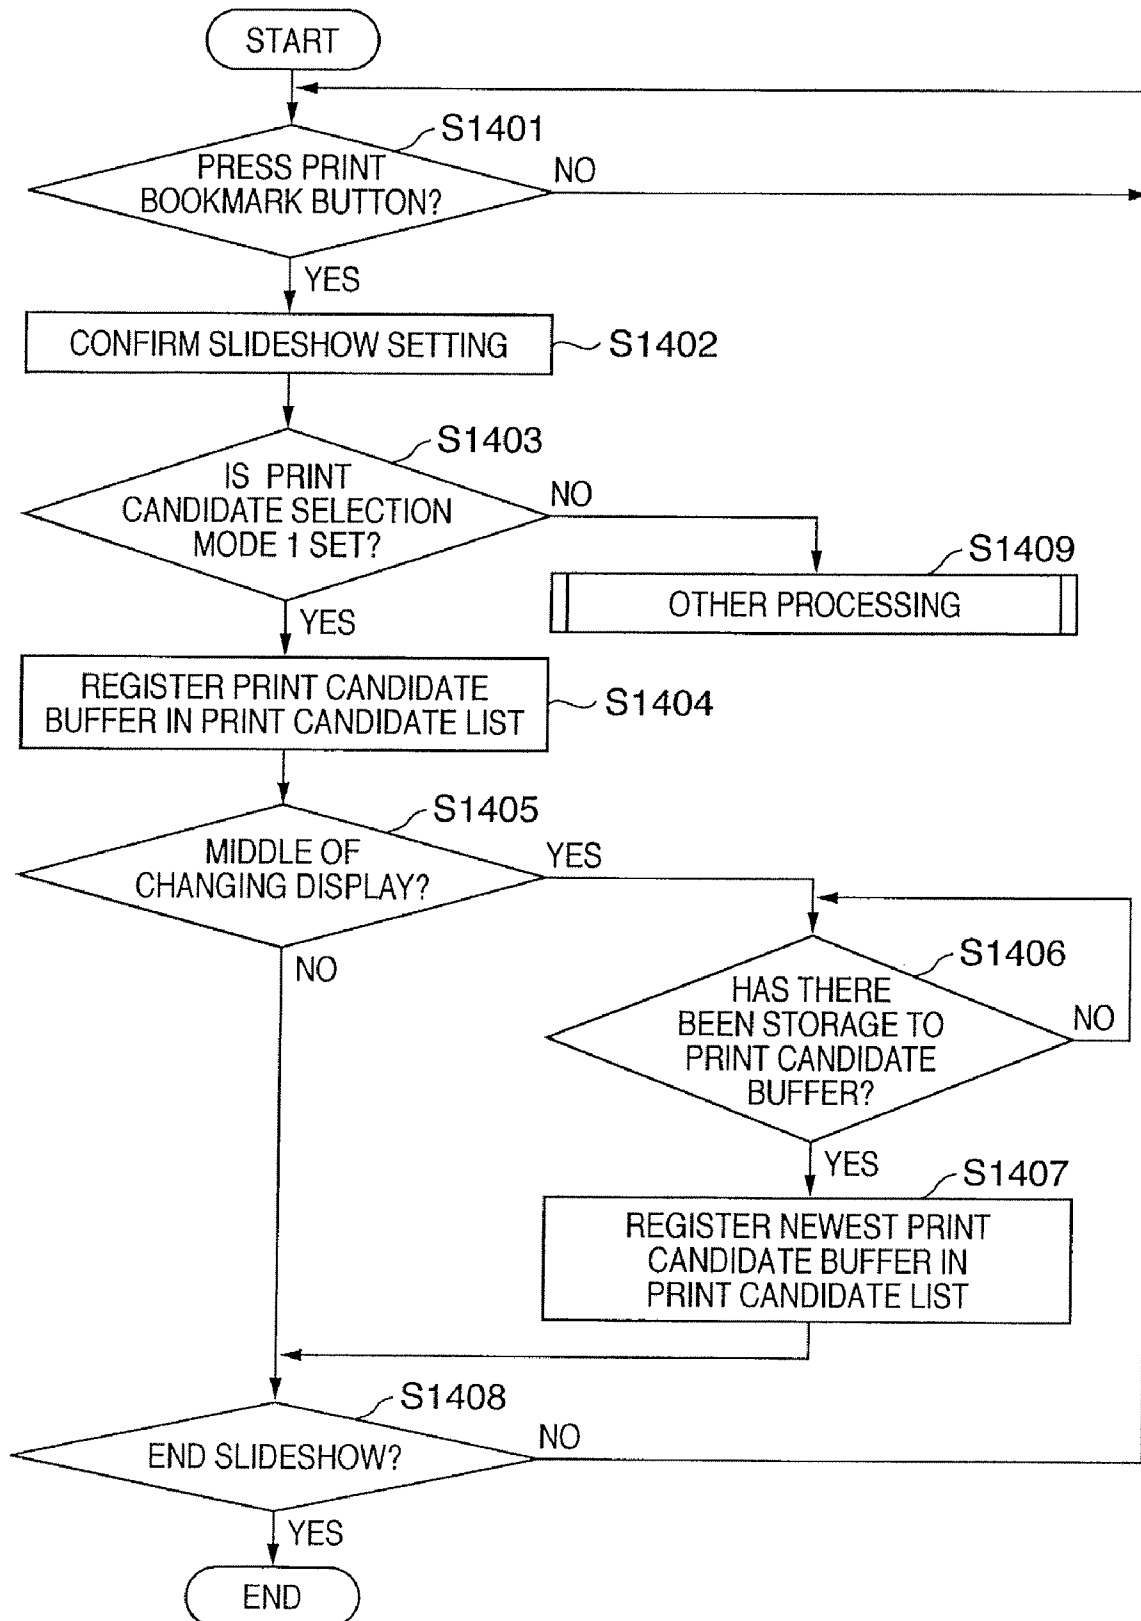 START
S1401
PRESS PRINT
BOOKMARK BUTTON?
NO
YES
CONFIRM SLIDESHOW SETTING
S1402
S1403
IS PRINT
CANDIDATE SELECTION
MODE 1 SET?
NO
S1409
OTHER PROCESSING
YES
REGISTER PRINT CANDIDATE
BUFFER IN PRINT CANDIDATE LIST
S1404
S1405
MIDDLE OF
CHANGING DISPLAY?
YES
NO
S1406
HAS THERE
BEEN STORAGE TO
PRINT CANDIDATE
BUFFER?
NO
YES
S1407
REGISTER NEWEST PRINT
CANDIDATE BUFFER IN
PRINT CANDIDATE LIST
S1408
END SLIDESHOW?
NO
YES
END